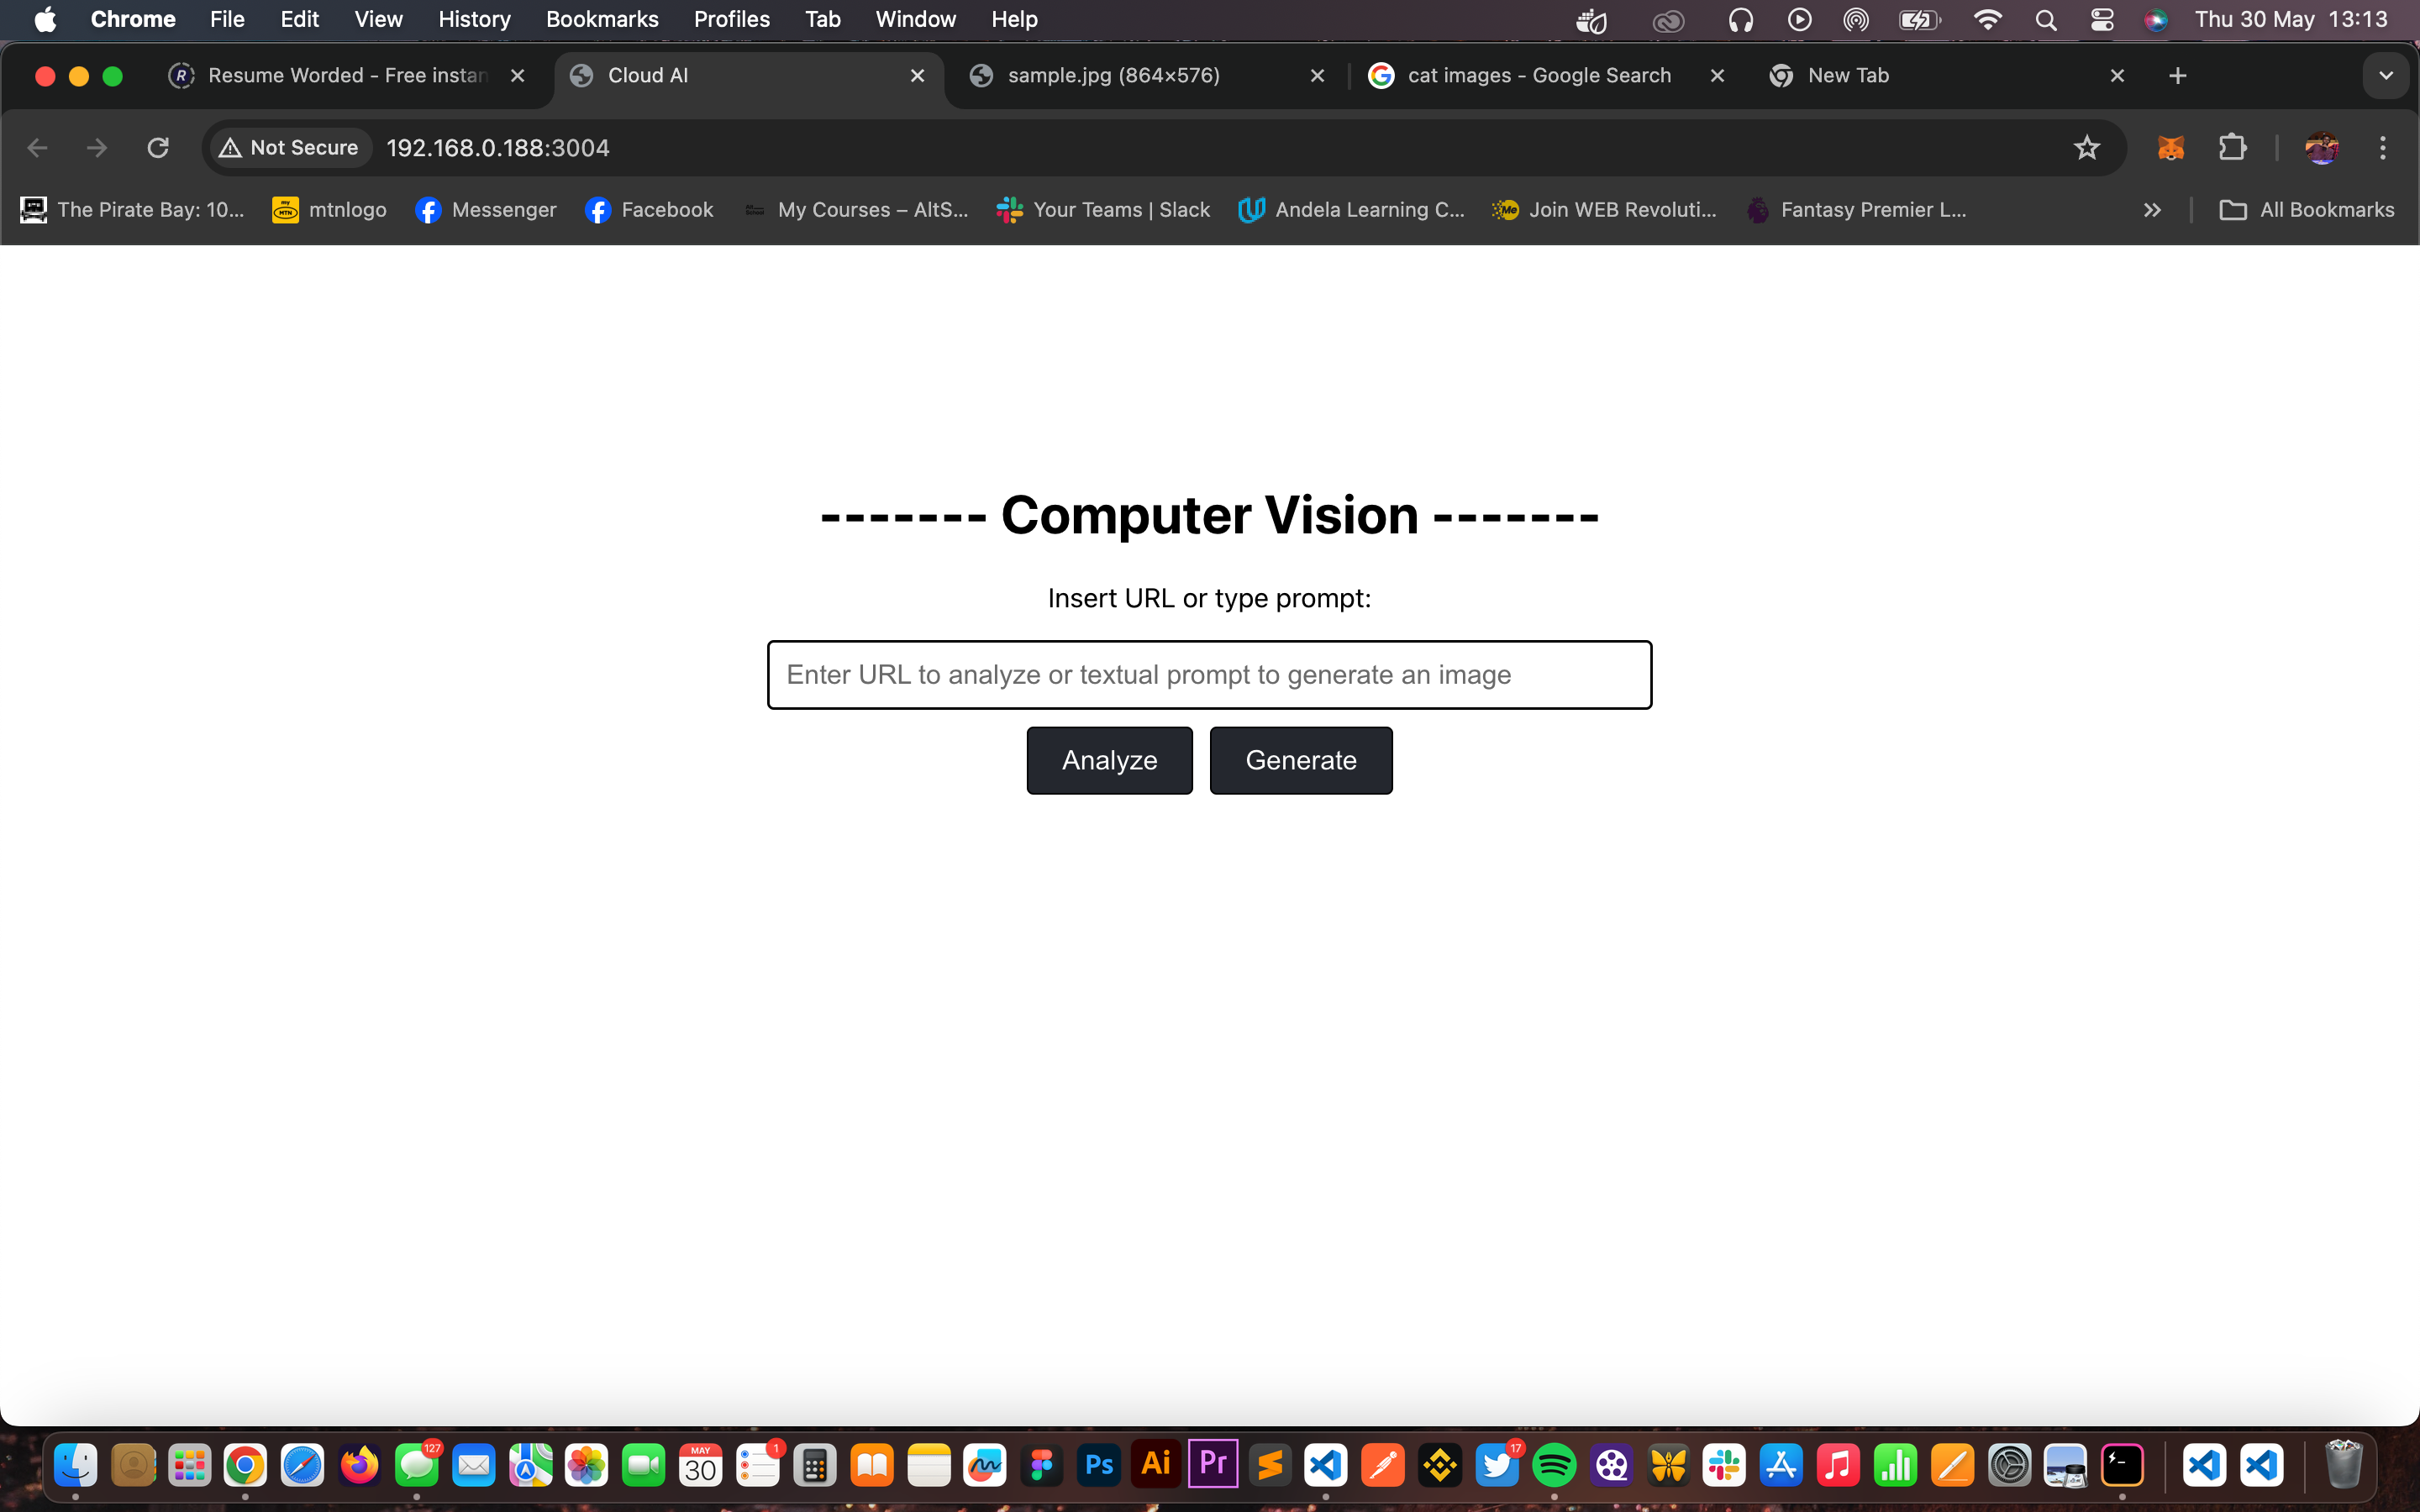 Chrome File Edit View History Bookmarks Profiles Tab Window Help Thu 30 May 13:13
Resume Worded - Free instan Cloud AI sample.jpg (864×576) cat images - Google Search New Tab
Not Secure 192.168.0.188:3004
The Pirate Bay: 10... mtnlogo Messenger Facebook My Courses – AltS... Your Teams | Slack Andela Learning C... Join WEB Revoluti... Fantasy Premier L... All Bookmarks
------- Computer Vision -------
Insert URL or type prompt:
Enter URL to analyze or textual prompt to generate an image
Analyze Generate
127 MAY 30 1 Ps Ai Pr 17